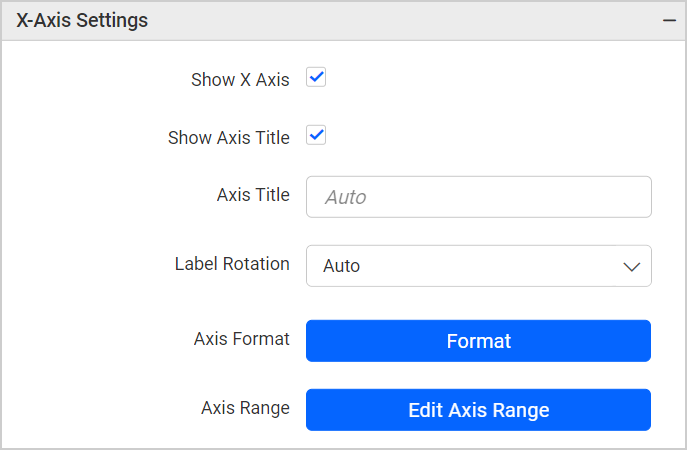 X-Axis Settings
Show X Axis
Show Axis Title
Axis Title Auto
Label Rotation Auto
Axis Format Format
Axis Range Edit Axis Range